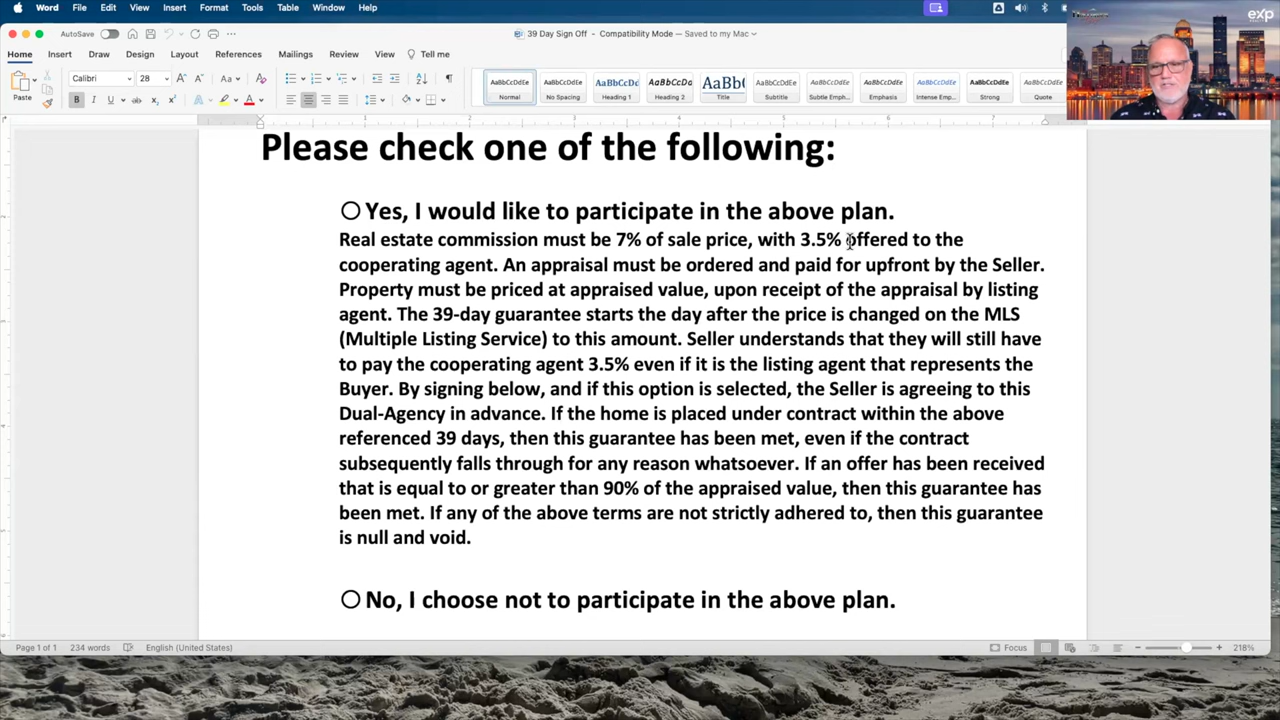 Word File Edit View Insert Format Tools Table Window Help
AutoSave 39 Day Sign Off - Compatibility Mode — Saved to my Mac
exp
Home Insert Draw Design Layout References Mailings Review View Tell me
Paste Calibri 28
AaBbCcDdEe AaBbCcDdEe AaBbCcDc AaBbCcDc AaBbC AaBbCcDdEe AaBbCcDdEe AaBbCcDdEe AaBbCcDdEe AaBbCcDdEe AaBbCcDdEe
Normal No Spacing Heading 1 Heading 2 Title Subtitle Subtle Emph... Emphasis Intense Emp... Strong Quote
Please check one of the following:
Yes, I would like to participate in the above plan.
Real estate commission must be 7% of sale price, with 3.5% offered to the
cooperating agent. An appraisal must be ordered and paid for upfront by the Seller.
Property must be priced at appraised value, upon receipt of the appraisal by listing
agent. The 39-day guarantee starts the day after the price is changed on the MLS
(Multiple Listing Service) to this amount. Seller understands that they will still have
to pay the cooperating agent 3.5% even if it is the listing agent that represents the
Buyer. By signing below, and if this option is selected, the Seller is agreeing to this
Dual-Agency in advance. If the home is placed under contract within the above
referenced 39 days, then this guarantee has been met, even if the contract
subsequently falls through for any reason whatsoever. If an offer has been received
that is equal to or greater than 90% of the appraised value, then this guarantee has
been met. If any of the above terms are not strictly adhered to, then this guarantee
is null and void.
No, I choose not to participate in the above plan.
Page 1 of 1 234 words English (United States) Focus 218%